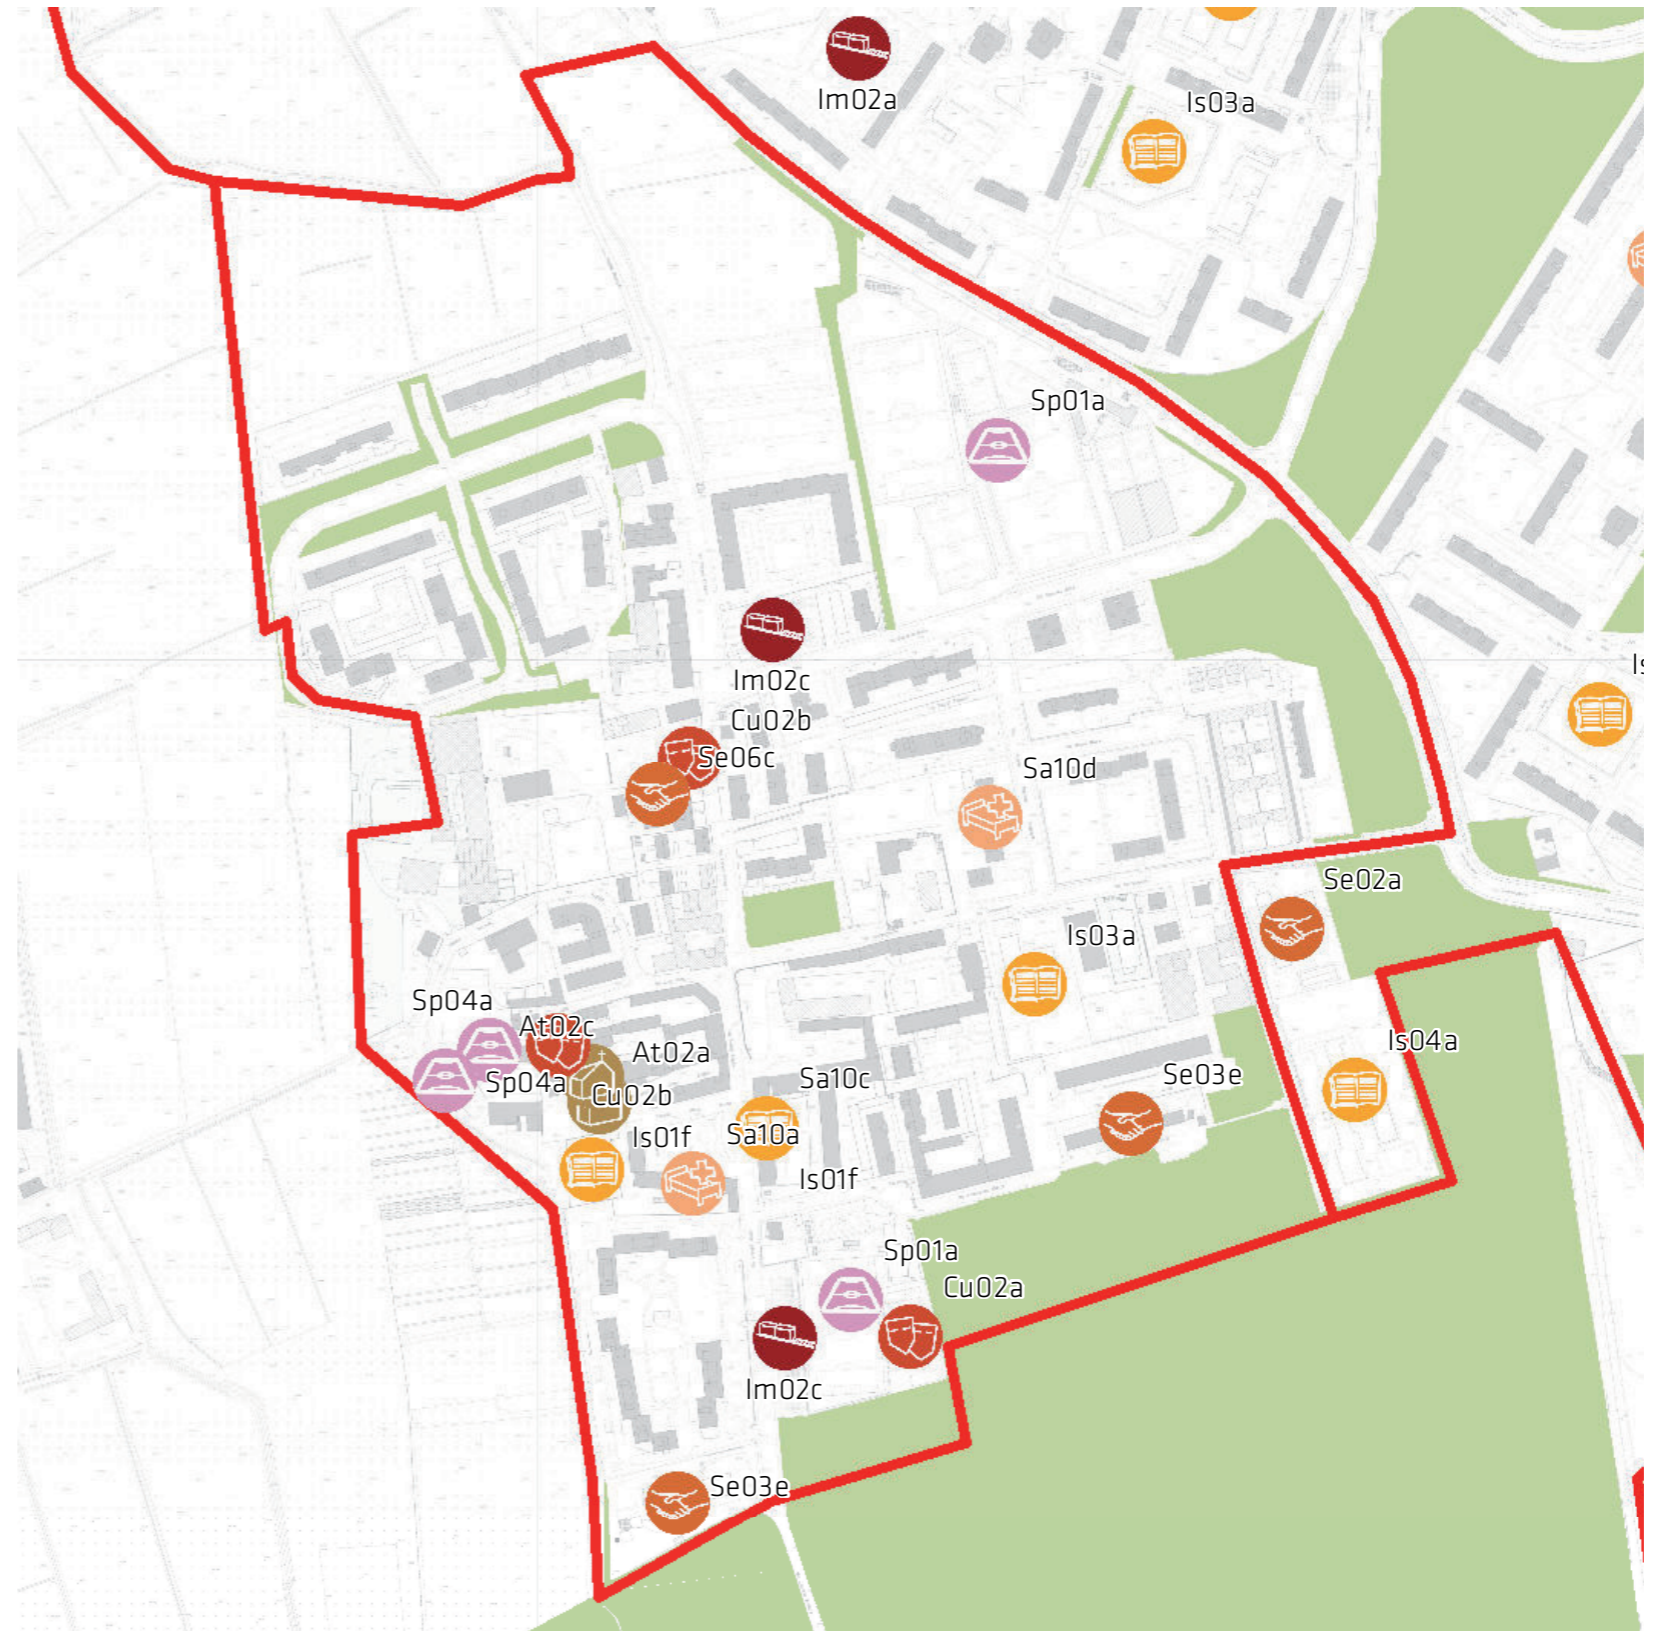 Im02a
Is03a
Sp01a
Is
Im02c
Cu02b
Se06c
Sa10d
Se02a
Is03a
Sp04a
At02c
Is04a
At02a
Sp04a
Cu02b
Sa10c
Se03e
Is01f
Sa10a
Is01f
Sp01a
Cu02a
Im02c
Se03e